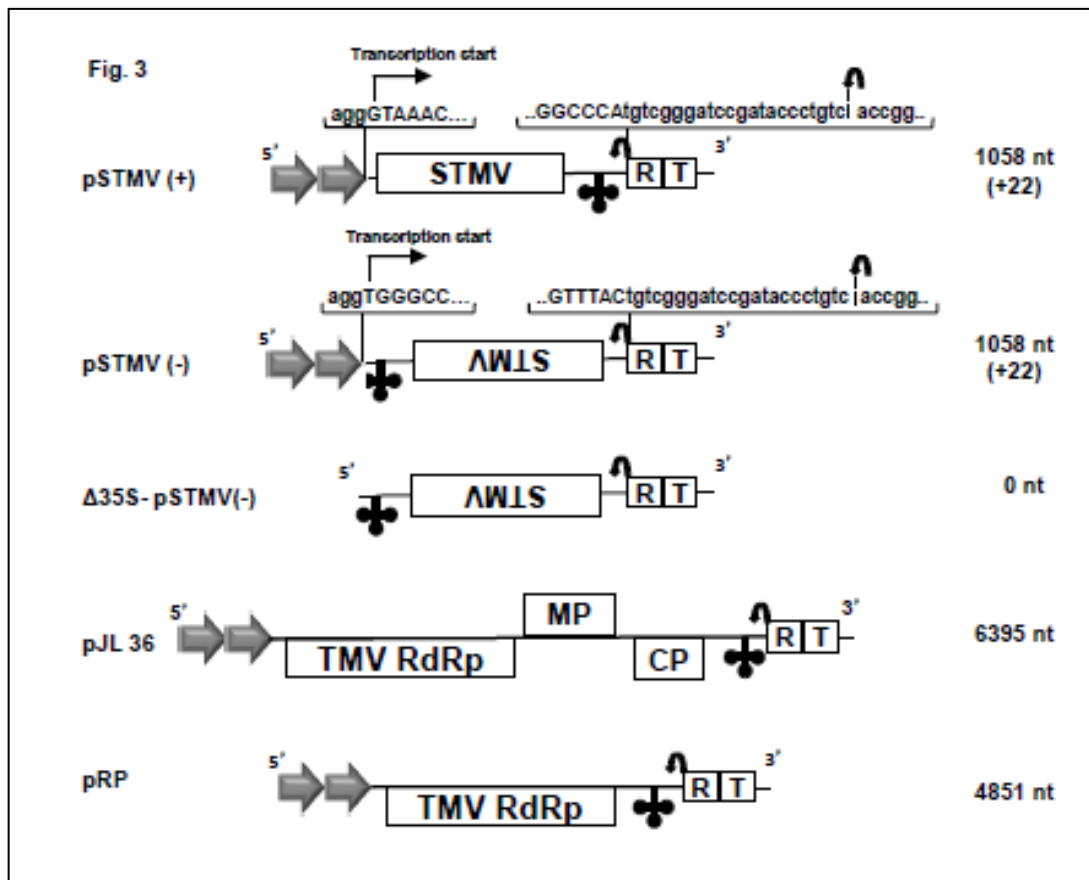 Fig. 3
Transcription start
aggGTAAAC...
..GGCCCAtgtcgggatccgataccctgtc accgg..
5′
3′
pSTMV (+)
STMV
R T
1058 nt
(+22)
Transcription start
aggTGGGCC...
..GTTTACtgtcgggatccgataccctgtc accgg..
5′
3′
pSTMV (-)
STMV
R T
1058 nt
(+22)
5′
3′
Δ35S- pSTMV(-)
STMV
R T
0 nt
5′
3′
pJL 36
TMV RdRp
MP
CP
R T
6395 nt
5′
3′
pRP
TMV RdRp
R T
4851 nt